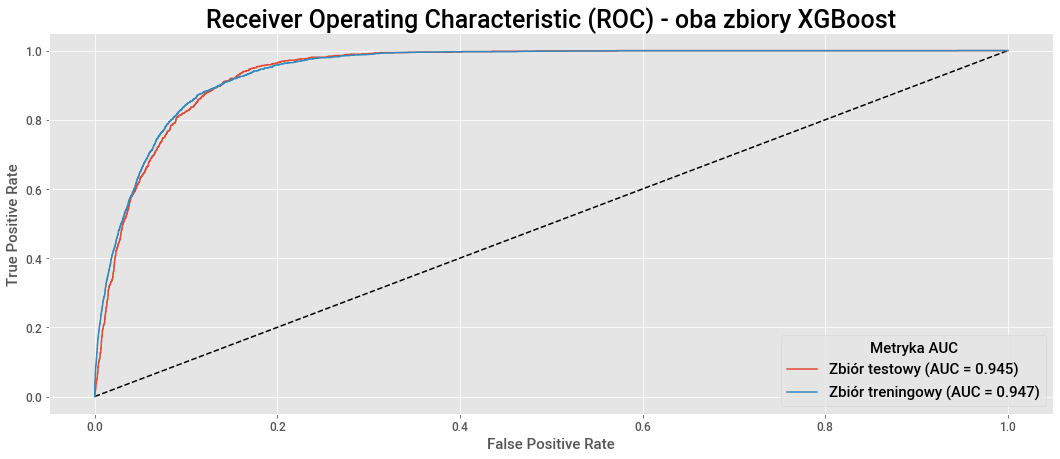 Receiver Operating Characteristic (ROC) - oba zbiory XGBoost
1.0
0.8
0.6
0.4
0.2
0.0
True Positive Rate
0.0 0.2 0.4 0.6 0.8 1.0
False Positive Rate
Metryka AUC
Zbiór testowy (AUC = 0.945)
Zbiór treningowy (AUC = 0.947)